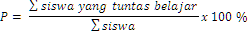 P = ∑ siswa yang tuntas belajar / ∑ siswa x 100 %